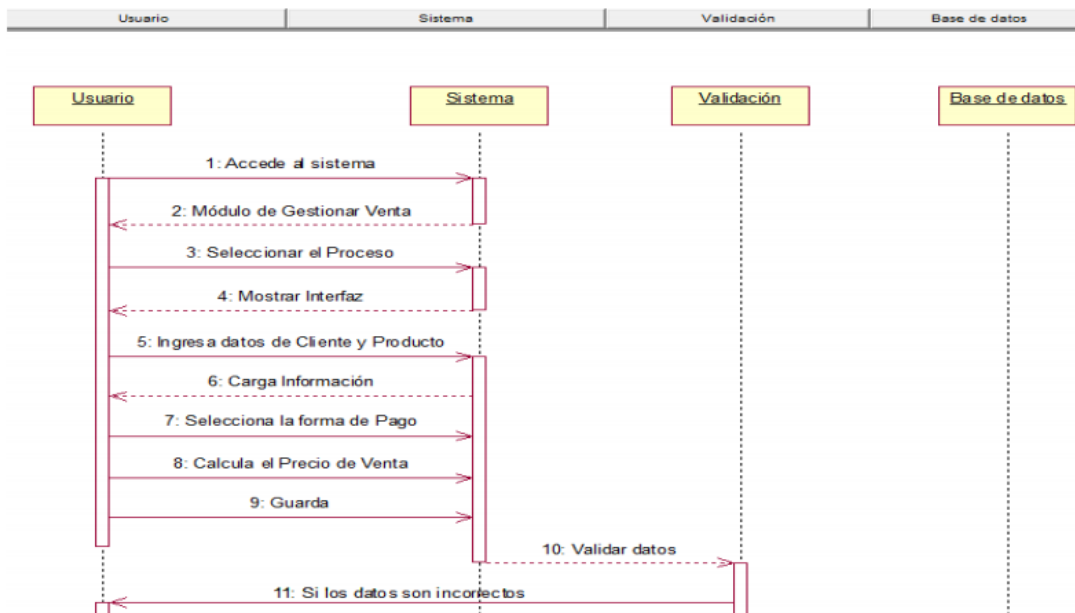 Usuario
Sistema
Validación
Base de datos
Usuario
Sistema
Validación
Base de datos
1: Accede al sistema
2: Módulo de Gestionar Venta
3: Seleccionar el Proceso
4: Mostrar Interfaz
5: Ingresa datos de Cliente y Producto
6: Carga Información
7: Selecciona la forma de Pago
8: Calcula el Precio de Venta
9: Guarda
10: Validar datos
11: Si los datos son incorrectos